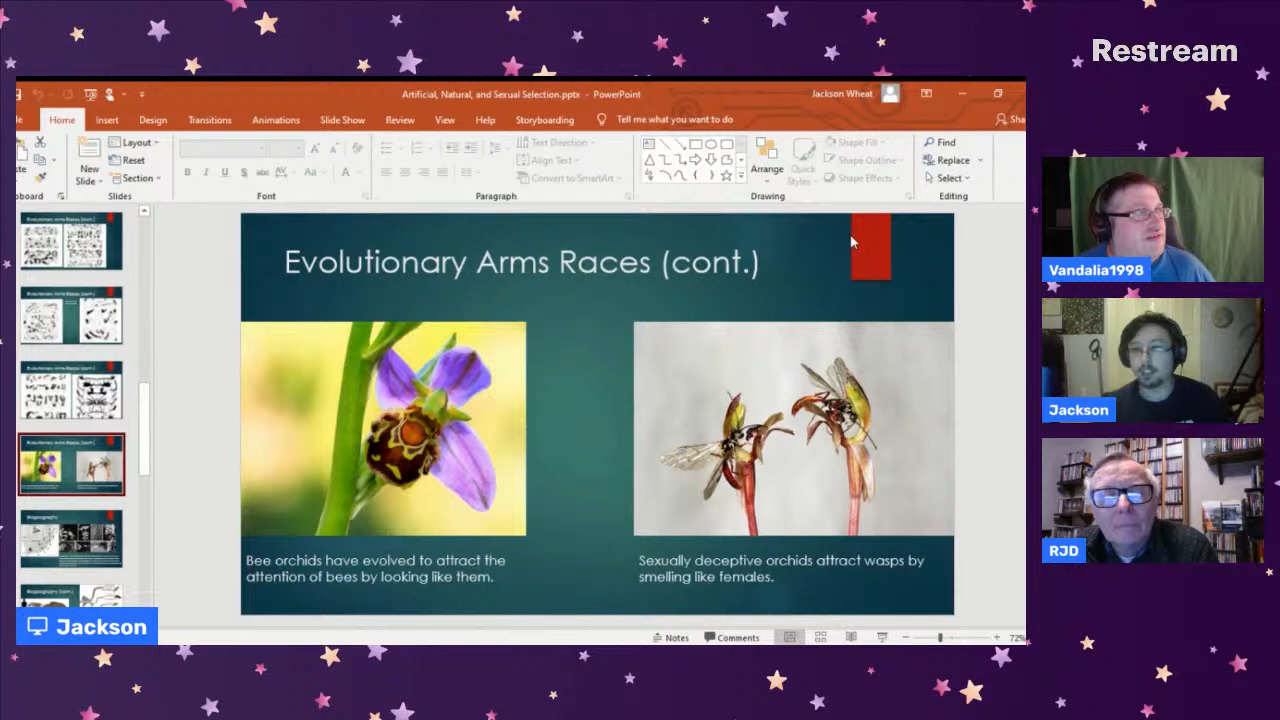 Restream
Artificial, Natural, and Sexual Selection.pptx - PowerPoint
Jackson Wheat
Home Insert Design Transitions Animations Slide Show Review View Help Storyboarding Tell me what you want to do
New
Slide
Layout
Reset
Section
Slides
B I U S abc AV Aa A
Font
Text Direction
Align Text
Convert to SmartArt
Paragraph
Arrange
Quick
Styles
Shape Fill
Shape Outline
Shape Effects
Drawing
Find
Replace
Select
Editing
Evolutionary Arms Races (cont.)
Bee orchids have evolved to attract the
attention of bees by looking like them.
Sexually deceptive orchids attract wasps by
smelling like females.
Notes Comments 72%
Jackson
Vandalia1998
Jackson
RJD